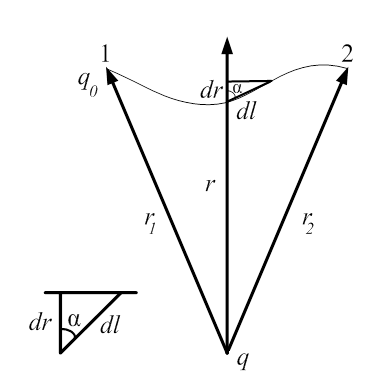 1
2
q₀
dr
α
dl
r
r₁
r₂
dr
α
dl
q